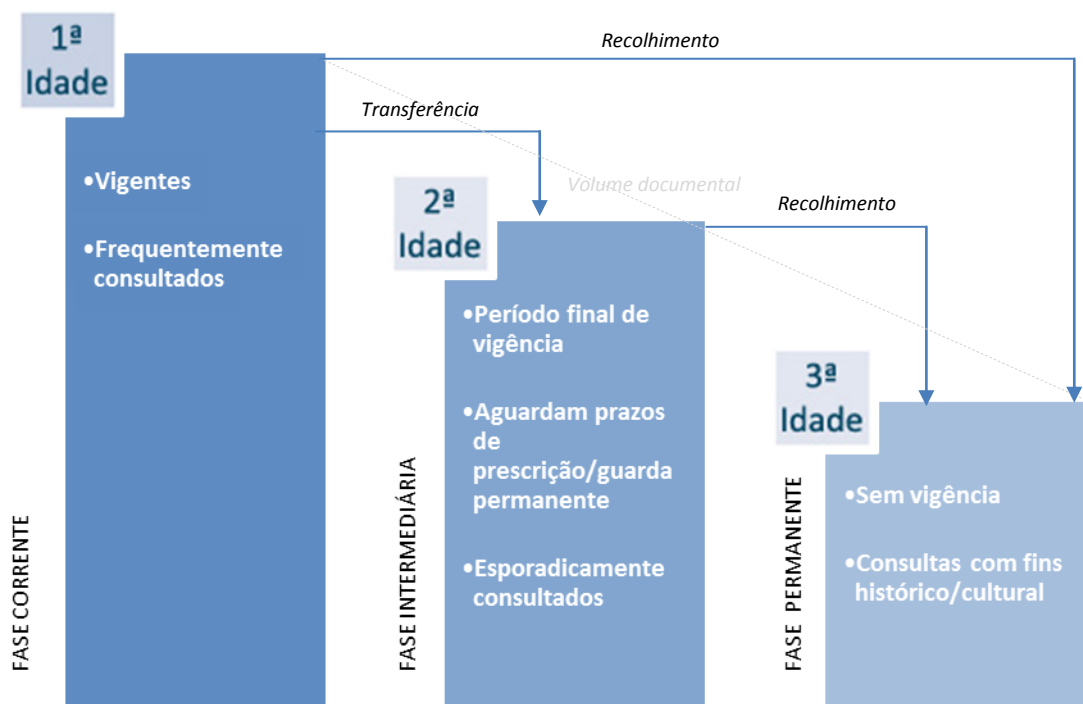 1ª
Idade
Recolhimento
Transferência
•Vigentes
•Frequentemente
consultados
FASE CORRENTE
Volume documental
2ª
Idade
Recolhimento
•Período final de
vigência
•Aguardam prazos
de
prescrição/guarda
permanente
•Esporadicamente
consultados
FASE INTERMEDIÁRIA
3ª
Idade
•Sem vigência
•Consultas com fins
histórico/cultural
FASE PERMANENTE